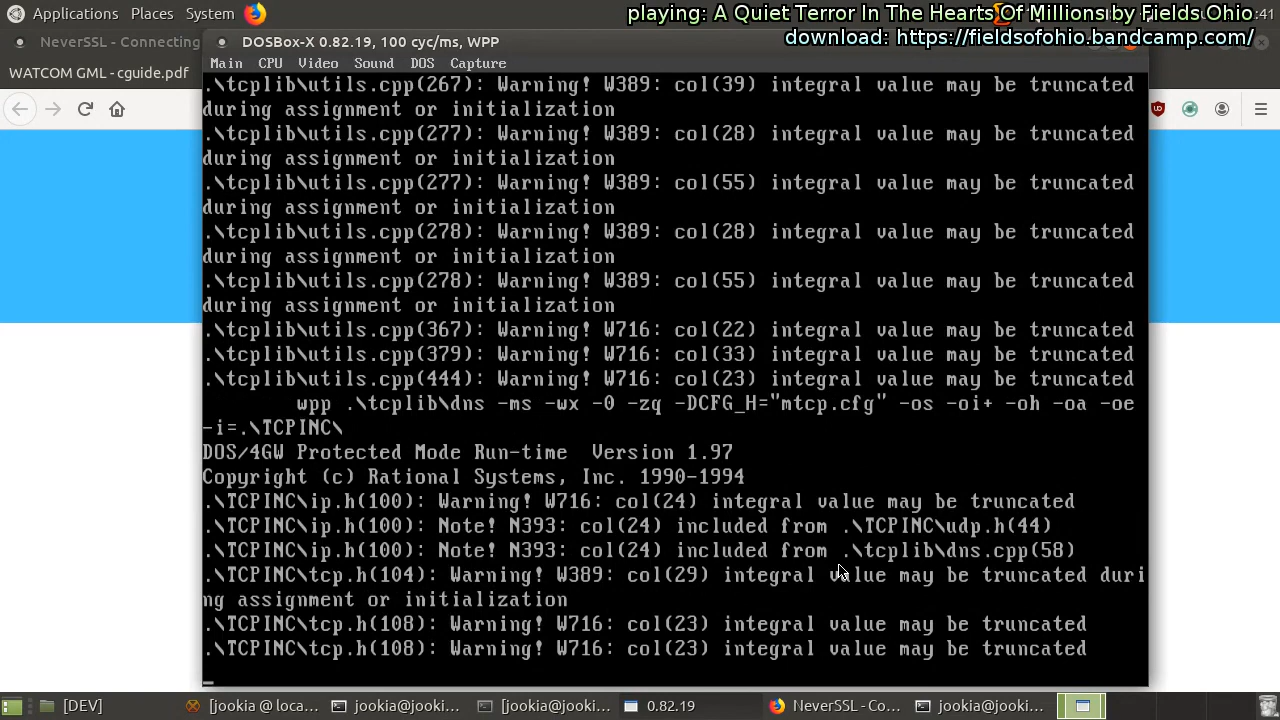 Applications Places System
playing: A Quiet Terror In The Hearts Of Millions by Fields Ohio
:41
download: https://fieldsofohio.bandcamp.com/
NeverSSL - Connecting
DOSBox-X 0.82.19, 100 cyc/ms, WPP
Main CPU Video Sound DOS Capture
WATCOM GML - cguide.pdf
.\tcplib\utils.cpp(267): Warning! W389: col(39) integral value may be truncated
during assignment or initialization
.\tcplib\utils.cpp(277): Warning! W389: col(28) integral value may be truncated
during assignment or initialization
.\tcplib\utils.cpp(277): Warning! W389: col(55) integral value may be truncated
during assignment or initialization
.\tcplib\utils.cpp(278): Warning! W389: col(28) integral value may be truncated
during assignment or initialization
.\tcplib\utils.cpp(278): Warning! W389: col(55) integral value may be truncated
during assignment or initialization
.\tcplib\utils.cpp(367): Warning! W716: col(22) integral value may be truncated
.\tcplib\utils.cpp(379): Warning! W716: col(33) integral value may be truncated
.\tcplib\utils.cpp(444): Warning! W716: col(23) integral value may be truncated
wpp .\tcplib\dns -ms -wx -0 -zq -DCFG_H="mtcp.cfg" -os -oi+ -oh -oa -oe
-i=.\TCPINC\
DOS/4GW Protected Mode Run-time Version 1.97
Copyright (c) Rational Systems, Inc. 1990-1994
.\TCPINC\ip.h(100): Warning! W716: col(24) integral value may be truncated
.\TCPINC\ip.h(100): Note! N393: col(24) included from .\TCPINC\udp.h(44)
.\TCPINC\ip.h(100): Note! N393: col(24) included from .\tcplib\dns.cpp(58)
.\TCPINC\tcp.h(104): Warning! W389: col(29) integral value may be truncated duri
ng assignment or initialization
.\TCPINC\tcp.h(108): Warning! W716: col(23) integral value may be truncated
.\TCPINC\tcp.h(108): Warning! W716: col(23) integral value may be truncated
[DEV] [jookia @ loca... jookia@jooki... [jookia@jooki... 0.82.19 NeverSSL - Co... jookia@jooki...